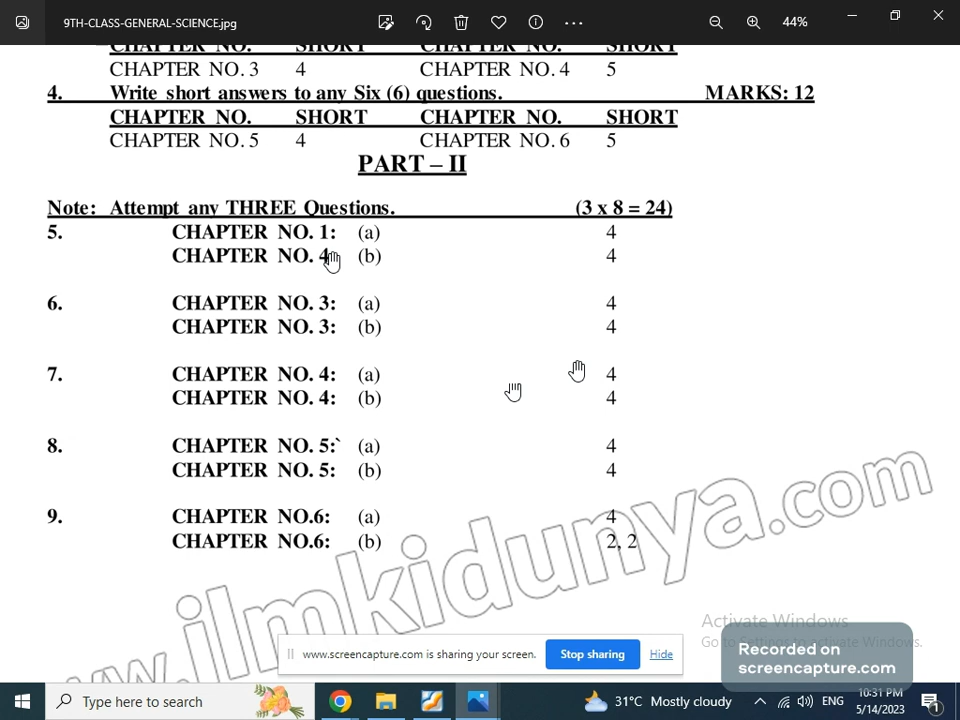 9TH-CLASS-GENERAL-SCIENCE.jpg 44%
CHAPTER NO. SHORT CHAPTER NO. SHORT
CHAPTER NO. 3 4 CHAPTER NO. 4 5
4. Write short answers to any Six (6) questions. MARKS: 12
CHAPTER NO. SHORT CHAPTER NO. SHORT
CHAPTER NO. 5 4 CHAPTER NO. 6 5
PART – II
Note: Attempt any THREE Questions. (3 x 8 = 24)
5. CHAPTER NO. 1: (a) 4
CHAPTER NO. 4: (b) 4
6. CHAPTER NO. 3: (a) 4
CHAPTER NO. 3: (b) 4
7. CHAPTER NO. 4: (a) 4
CHAPTER NO. 4: (b) 4
8. CHAPTER NO. 5:` (a) 4
CHAPTER NO. 5: (b) 4
9. CHAPTER NO.6: (a) 4
CHAPTER NO.6: (b) 2, 2
www.ilmkidunya.com
Activate Windows
Go to Settings to activate Windows.
www.screencapture.com is sharing your screen. Stop sharing Hide
Recorded on
screencapture.com
Type here to search 31°C Mostly cloudy ENG 10:31 PM
5/14/2023 1